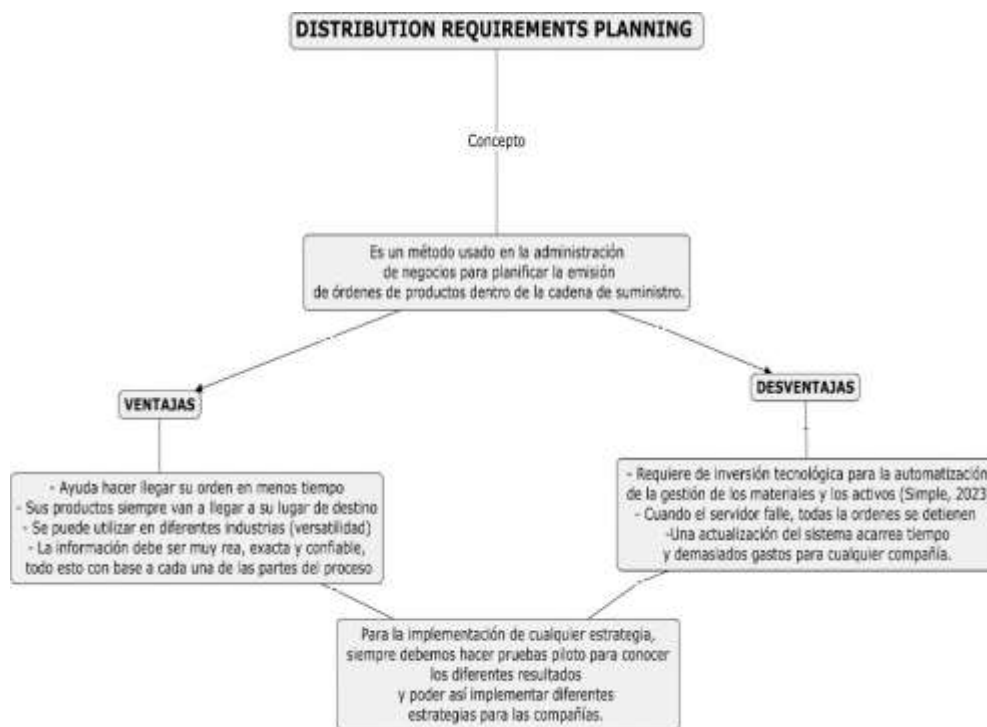 DISTRIBUTION REQUIREMENTS PLANNING
Concepto
Es un método usado en la administración
de negocios para planificar la emisión
de órdenes de productos dentro de la cadena de suministro.
VENTAJAS
- Ayuda hacer llegar su orden en menos tiempo
- Sus productos siempre van a llegar a su lugar de destino
- Se puede utilizar en diferentes industrias (versatilidad)
- La información debe ser muy rea, exacta y confiable,
todo esto con base a cada una de las partes del proceso
DESVENTAJAS
- Requiere de inversión tecnológica para la automatización
de la gestión de los materiales y los activos (Simple, 2023
- Cuando el servidor falle, todas la ordenes se detienen
-Una actualización del sistema acarrea tiempo
y demasiados gastos para cualquier compañía.
Para la implementación de cualquier estrategia,
siempre debemos hacer pruebas piloto para conocer
los diferentes resultados
y poder así implementar diferentes
estrategias para las compañías.